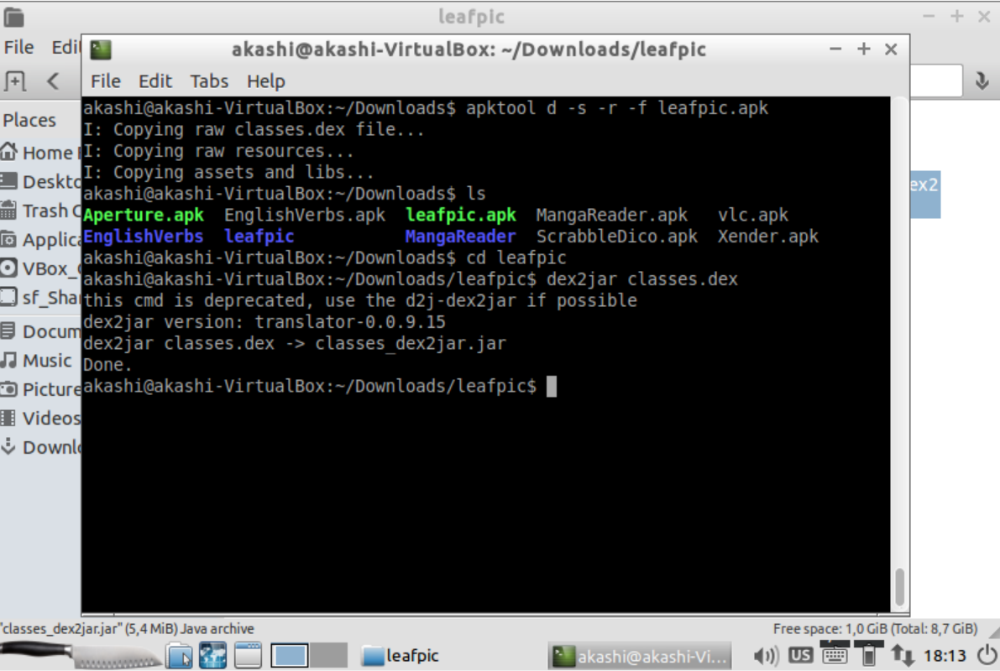 leafpic
File Edit
akashi@akashi-VirtualBox: ~/Downloads/leafpic
File Edit Tabs Help
akashi@akashi-VirtualBox:~/Downloads$ apktool d -s -r -f leafpic.apk
I: Copying raw classes.dex file...
I: Copying raw resources...
I: Copying assets and libs...
akashi@akashi-VirtualBox:~/Downloads$ ls
Aperture.apk EnglishVerbs.apk leafpic.apk MangaReader.apk vlc.apk
EnglishVerbs leafpic MangaReader ScrabbleDico.apk Xender.apk
akashi@akashi-VirtualBox:~/Downloads$ cd leafpic
akashi@akashi-VirtualBox:~/Downloads/leafpic$ dex2jar classes.dex
this cmd is deprecated, use the d2j-dex2jar if possible
dex2jar version: translator-0.0.9.15
dex2jar classes.dex -> classes_dex2jar.jar
Done.
akashi@akashi-VirtualBox:~/Downloads/leafpic$
Places
Home
Deskto
Trash C
Applica
VBox_
sf_Shar
Docum
Music
Picture
Videos
Downlo
ex2
"classes_dex2jar.jar" (5,4 MiB) Java archive
Free space: 1,0 GiB (Total: 8,7 GiB)
leafpic
akashi@akashi-Vi...
US
18:13